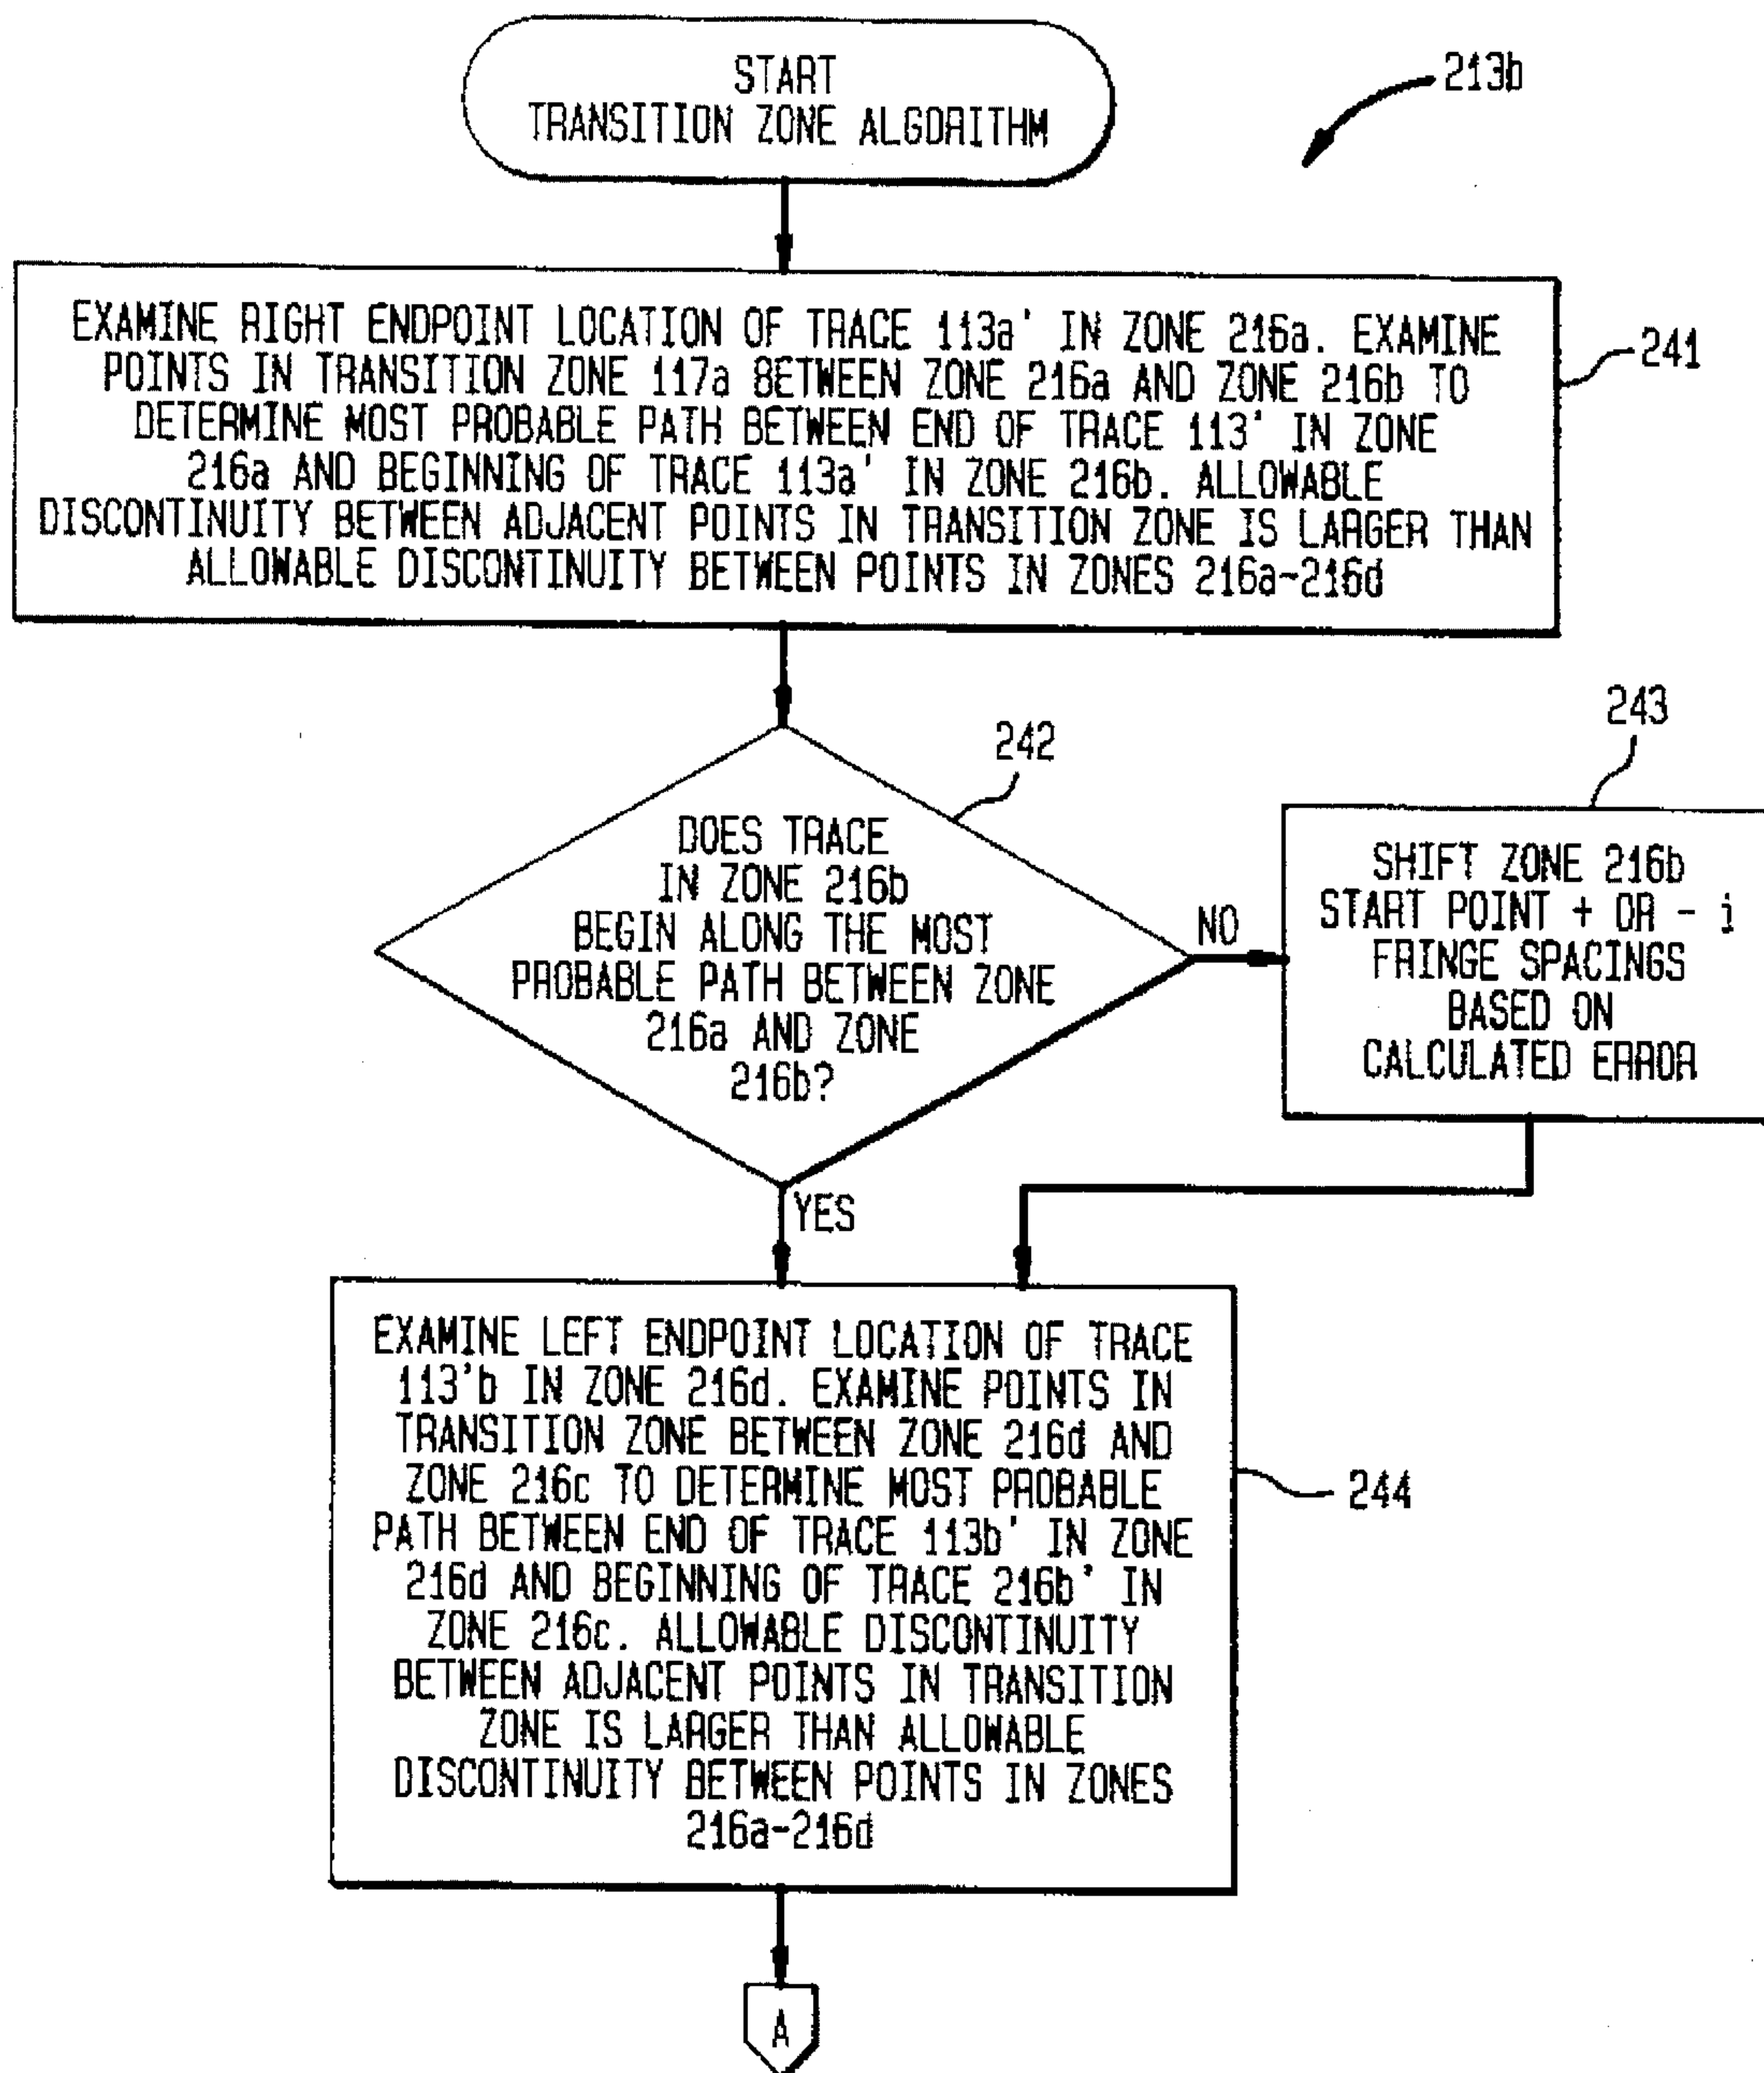 START
TRANSITION ZONE ALGORITHM
213b
EXAMINE RIGHT ENDPOINT LOCATION OF TRACE 113a' IN ZONE 216a. EXAMINE
POINTS IN TRANSITION ZONE 117a BETWEEN ZONE 216a AND ZONE 216b TO
DETERMINE MOST PROBABLE PATH BETWEEN END OF TRACE 113' IN ZONE
216a AND BEGINNING OF TRACE 113a' IN ZONE 216b. ALLOWABLE
DISCONTINUITY BETWEEN ADJACENT POINTS IN TRANSITION ZONE IS LARGER THAN
ALLOWABLE DISCONTINUITY BETWEEN POINTS IN ZONES 216a-216d
241
242
DOES TRACE
IN ZONE 216b
BEGIN ALONG THE MOST
PROBABLE PATH BETWEEN ZONE
216a AND ZONE
216b?
NO
243
SHIFT ZONE 216b
START POINT + OR - i
FRINGE SPACINGS
BASED ON
CALCULATED ERROR
YES
EXAMINE LEFT ENDPOINT LOCATION OF TRACE
113'b IN ZONE 216d. EXAMINE POINTS IN
TRANSITION ZONE BETWEEN ZONE 216d AND
ZONE 216c TO DETERMINE MOST PROBABLE
PATH BETWEEN END OF TRACE 113b' IN ZONE
216d AND BEGINNING OF TRACE 216b' IN
ZONE 216c. ALLOWABLE DISCONTINUITY
BETWEEN ADJACENT POINTS IN TRANSITION
ZONE IS LARGER THAN ALLOWABLE
DISCONTINUITY BETWEEN POINTS IN ZONES
216a-216d
244
A